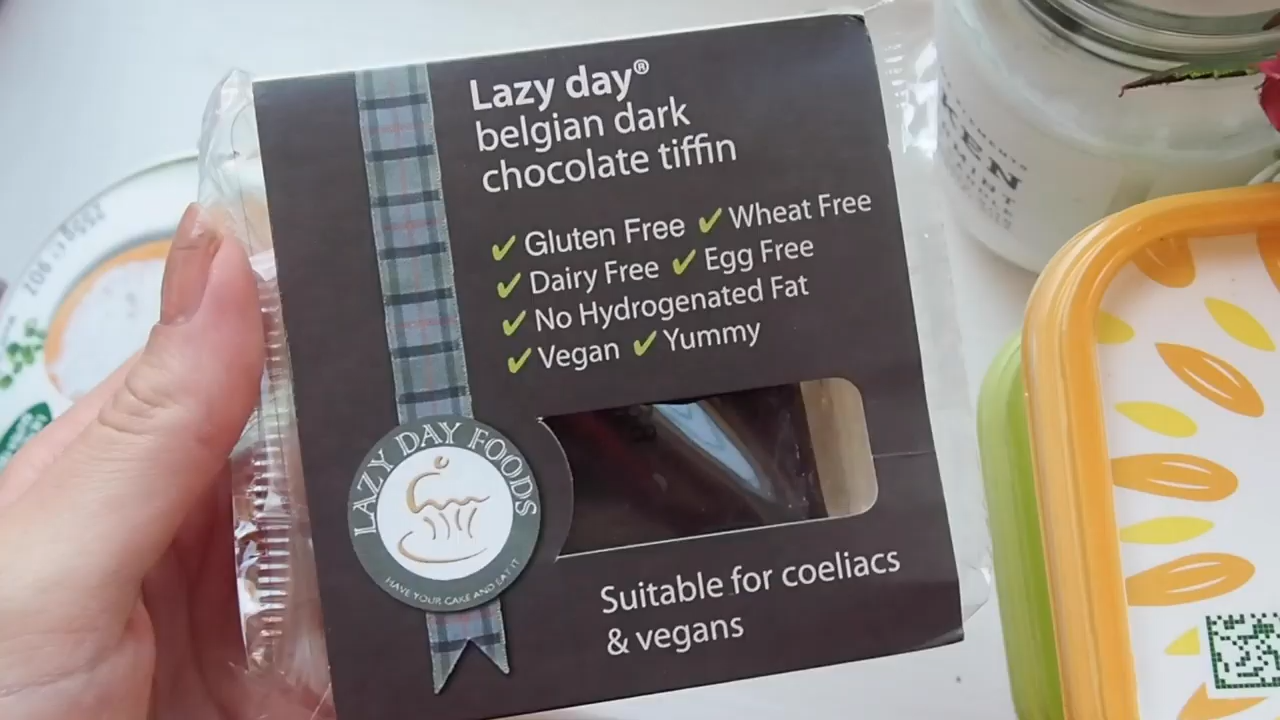 Lazy day®
belgian dark
chocolate tiffin
✓ Gluten Free ✓ Wheat Free
✓ Dairy Free ✓ Egg Free
✓ No Hydrogenated Fat
✓ Vegan ✓ Yummy
LAZY DAY FOODS
HAVE YOUR CAKE AND EAT IT
Suitable for coeliacs
& vegans